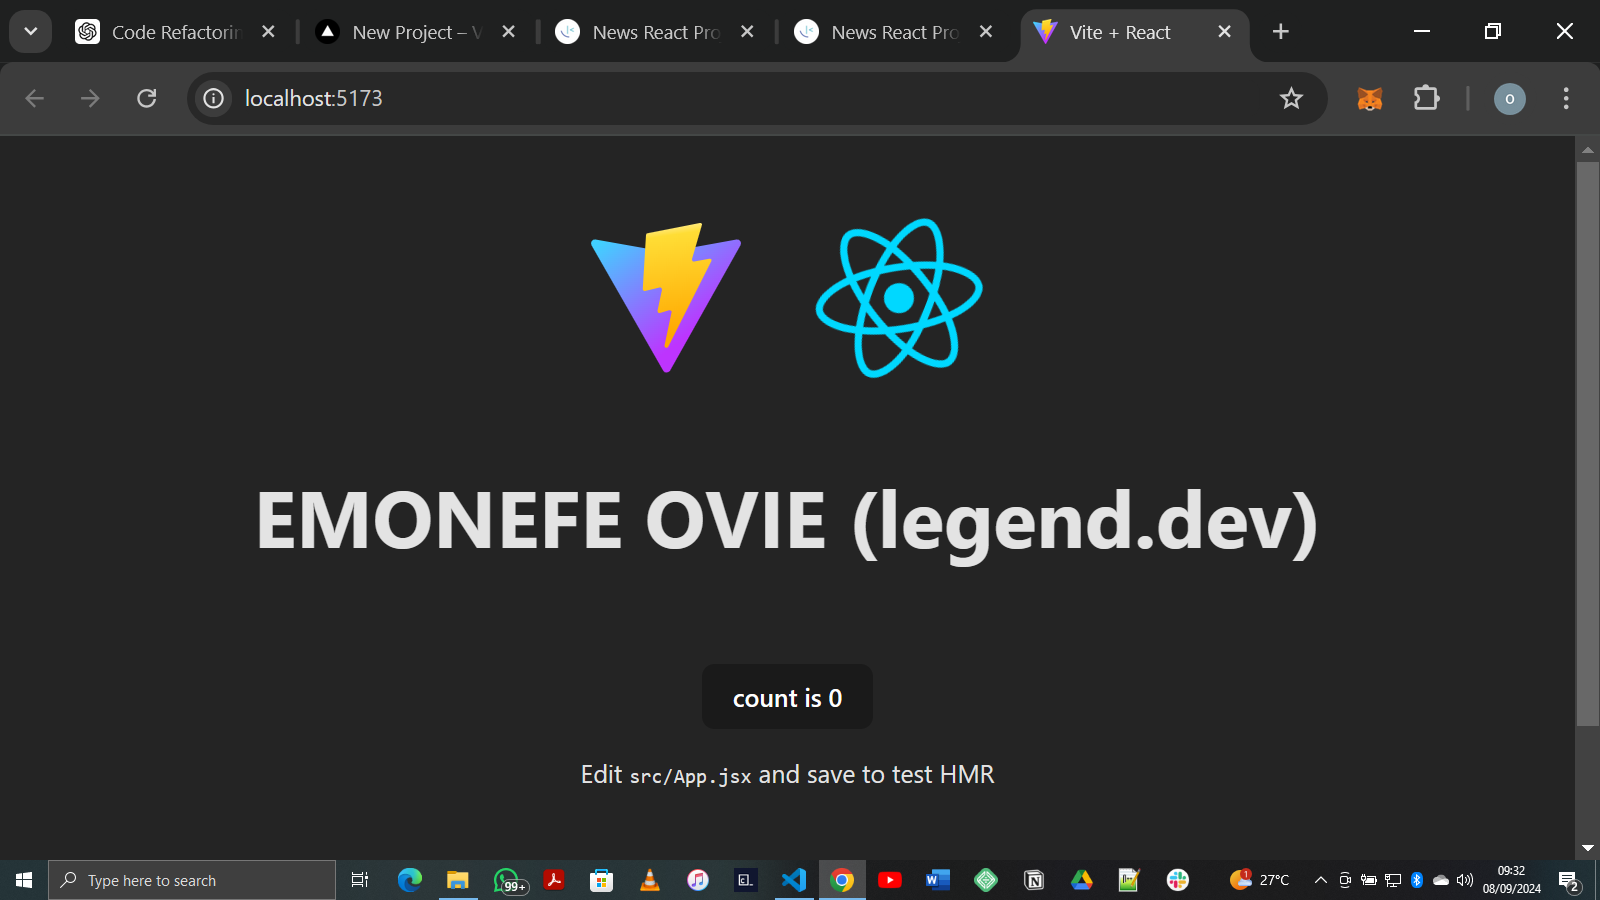 Code Refactorin
New Project – V
News React Pro
News React Pro
Vite + React
localhost:5173
o
EMONEFE OVIE (legend.dev)
count is 0
Edit src/App.jsx and save to test HMR
Type here to search
99+
1
27°C
09:32
08/09/2024
2